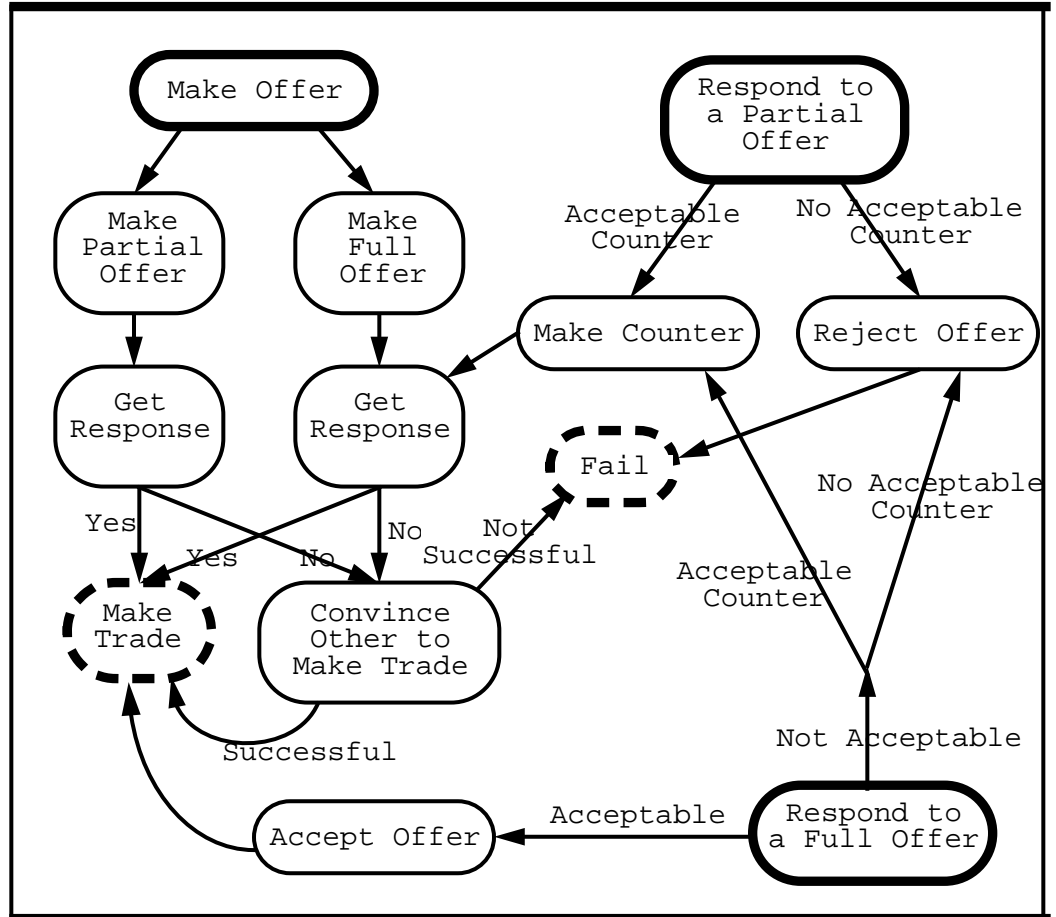 Make Offer
Respond to
a Partial
Offer
Make
Partial
Offer
Make
Full
Offer
Acceptable
Counter
No Acceptable
Counter
Make Counter
Reject Offer
Get
Response
Get
Response
Fail
Yes
No
Not
Successful
No Acceptable
Counter
Yes
No
Acceptable
Counter
Make
Trade
Convince
Other to
Make Trade
Successful
Not Acceptable
Accept Offer
Acceptable
Respond to
a Full Offer